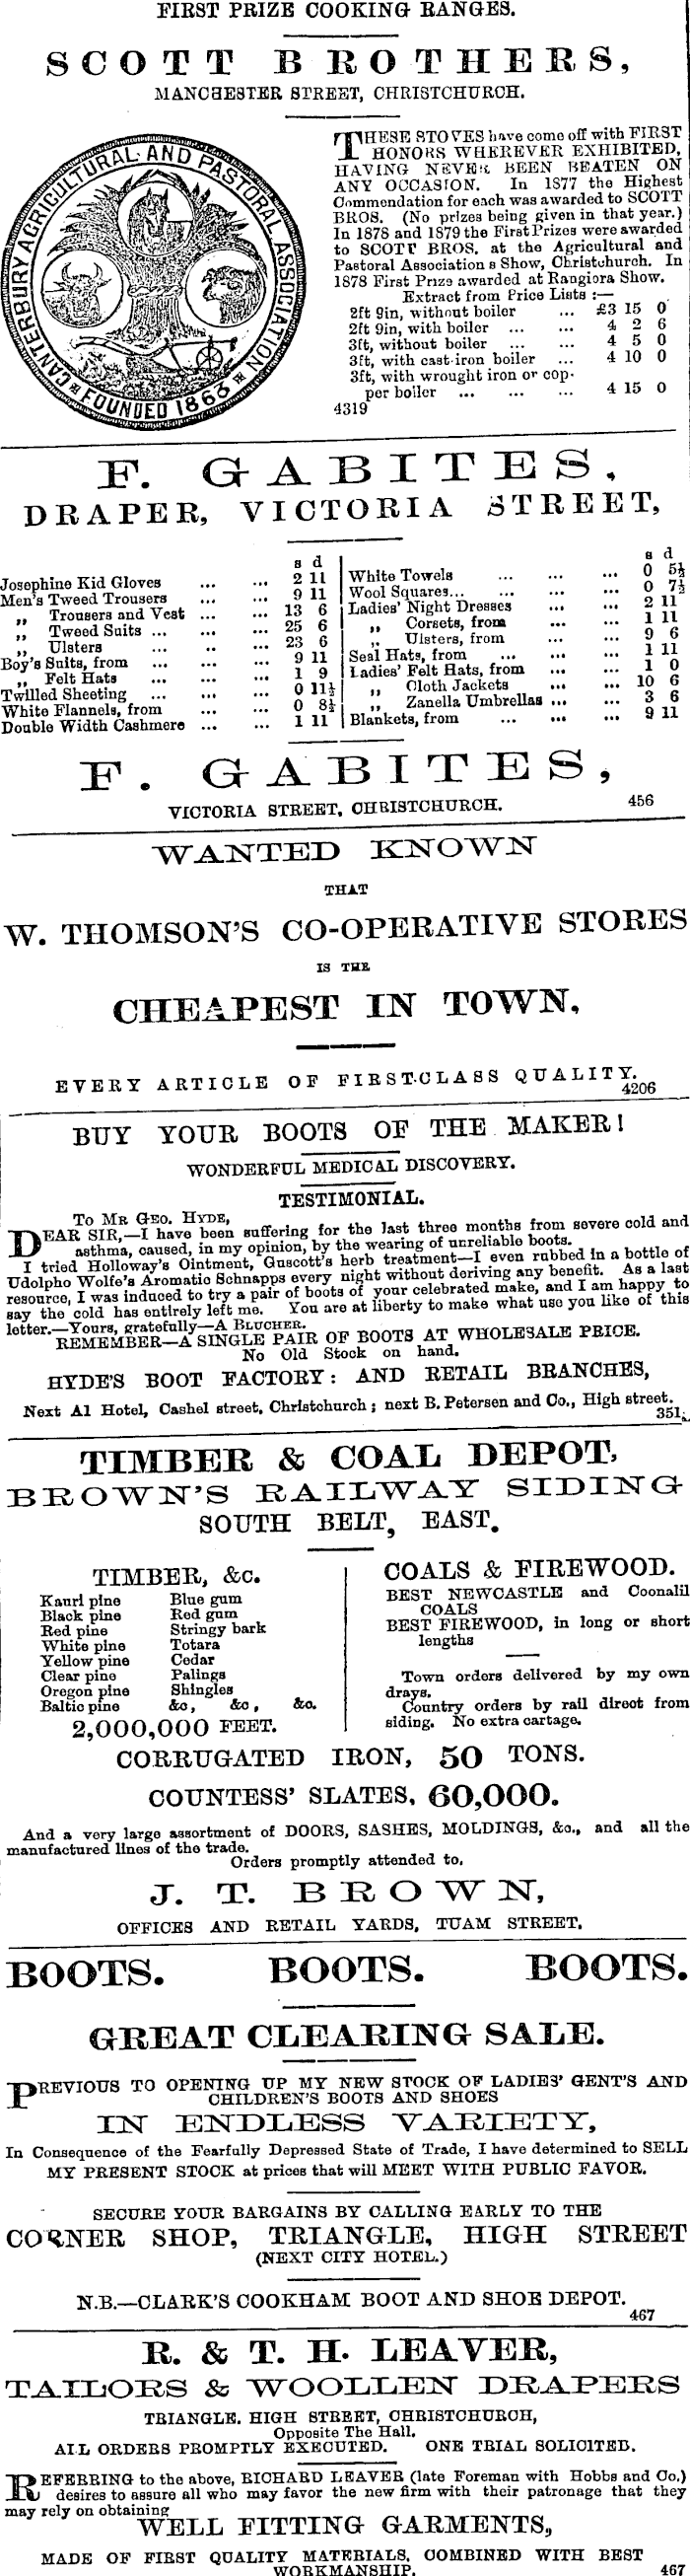 FIRST PRIZE COOKING RANGES.
SCOTT BROTHERS,
MANCHESTER STREET, CHRISTCHURCH.
CANTERBURY AGRICULTURAL AND PASTORAL ASSOCIATION
FOUNDED 1863
THESE STOVES have come off with FIRST
HONORS WHEREVER EXHIBITED,
HAVING NEVER BEEN BEATEN ON
ANY OCCASION. In 1877 the Highest
Commendation for each was awarded to SCOTT
BROS. (No prizes being given in that year.)
In 1878 and 1879 the First Prizes were awarded
to SCOTT BROS. at the Agricultural and
Pastoral Association s Show, Christchurch. In
1878 First Prize awarded at Rangiora Show.
Extract from Price Lists :—
2ft 9in, without boiler ... £3 15 0
2ft 9in, with boiler ... ... 4 2 6
3ft, without boiler ... ... 4 5 0
3ft, with cast-iron boiler ... 4 10 0
3ft, with wrought iron or cop-
per boiler ... ... ... 4 15 0
4319
F. GABITES,
DRAPER, VICTORIA STREET,
s d
Josephine Kid Gloves ... ... 2 11
Men's Tweed Trousers ... ... 9 11
„ Trousers and Vest ... ... 13 6
„ Tweed Suits ... ... ... 25 6
„ Ulsters ... .. ... 23 6
Boy's Suits, from ... ... ... 9 11
„ Felt Hats ... ... ... 1 9
Twilled Sheeting ... ... ... 0 11½
White Flannels, from ... ... 0 8½
Double Width Cashmere ... ... 1 11
s d
White Towels ... ... ... 0 5½
Wool Squares... ... ... ... 0 7½
Ladies' Night Dresses ... ... 2 11
„ Corsets, from ... ... 1 11
„ Ulsters, from ... ... 9 6
Seal Hats, from ... ... ... 1 11
Ladies' Felt Hats, from ... ... 1 0
„ Cloth Jackets ... ... 10 6
„ Zanella Umbrellas ... ... 3 6
Blankets, from ... ... ... 9 11
F. GABITES,
VICTORIA STREET, CHRISTCHURCH. 456
WANTED KNOWN
THAT
W. THOMSON'S CO-OPERATIVE STORES
IS THE
CHEAPEST IN TOWN.
EVERY ARTICLE OF FIRST-CLASS QUALITY.
4206
BUY YOUR BOOTS OF THE MAKER!
WONDERFUL MEDICAL DISCOVERY.
TESTIMONIAL.
To MR GEO. HYDE,
DEAR SIR,—I have been suffering for the last three months from severe cold and
asthma, caused, in my opinion, by the wearing of unreliable boots.
I tried Holloway's Ointment, Guscott's herb treatment—I even rubbed in a bottle of
Udolpho Wolfe's Aromatic Schnapps every night without deriving any benefit. As a last
resource, I was induced to try a pair of boots of your celebrated make, and I am happy to
say the cold has entirely left me. You are at liberty to make what use you like of this
letter.—Yours, gratefully—A BLUCHER.
REMEMBER—A SINGLE PAIR OF BOOTS AT WHOLESALE PRICE.
No Old Stock on hand.
HYDE'S BOOT FACTORY: AND RETAIL BRANCHES,
Next A1 Hotel, Cashel street, Christchurch; next B. Petersen and Co., High street.
351
TIMBER & COAL DEPOT,
BROWN'S RAILWAY SIDING
SOUTH BELT, EAST.
TIMBER, &c.
Kauri pine Blue gum
Black pine Red gum
Red pine Stringy bark
White pine Totara
Yellow pine Cedar
Clear pine Palings
Oregon pine Shingles
Baltic pine &c, &c, &c.
2,000,000 FEET.
COALS & FIREWOOD.
BEST NEWCASTLE and Coonalil
COALS
BEST FIREWOOD, in long or short
lengths
Town orders delivered by my own
drays.
Country orders by rail direct from
siding. No extra cartage.
CORRUGATED IRON, 50 TONS.
COUNTESS' SLATES, 60,000.
And a very large assortment of DOORS, SASHES, MOLDINGS, &c., and all the
manufactured lines of the trade.
Orders promptly attended to.
J. T. BROWN,
OFFICES AND RETAIL YARDS, TUAM STREET.
BOOTS. BOOTS. BOOTS.
GREAT CLEARING SALE.
PREVIOUS TO OPENING UP MY NEW STOCK OF LADIES' GENT'S AND
CHILDREN'S BOOTS AND SHOES
IN ENDLESS VARIETY,
In Consequence of the Fearfully Depressed State of Trade, I have determined to SELL
MY PRESENT STOCK at prices that will MEET WITH PUBLIC FAVOR.
SECURE YOUR BARGAINS BY CALLING EARLY TO THE
CORNER SHOP, TRIANGLE, HIGH STREET
(NEXT CITY HOTEL.)
N.B.—CLARK'S COOKHAM BOOT AND SHOE DEPOT.
467
R. & T. H. LEAVER,
TAILORS & WOOLLEN DRAPERS
TRIANGLE. HIGH STREET, CHRISTCHURCH,
Opposite The Hall.
ALL ORDERS PROMPTLY EXECUTED. ONE TRIAL SOLICITED.
REFERRING to the above, RICHARD LEAVER (late Foreman with Hobbs and Co.)
desires to assure all who may favor the new firm with their patronage that they
may rely on obtaining
WELL FITTING GARMENTS,
MADE OF FIRST QUALITY MATERIALS, COMBINED WITH BEST
WORKMANSHIP. 467